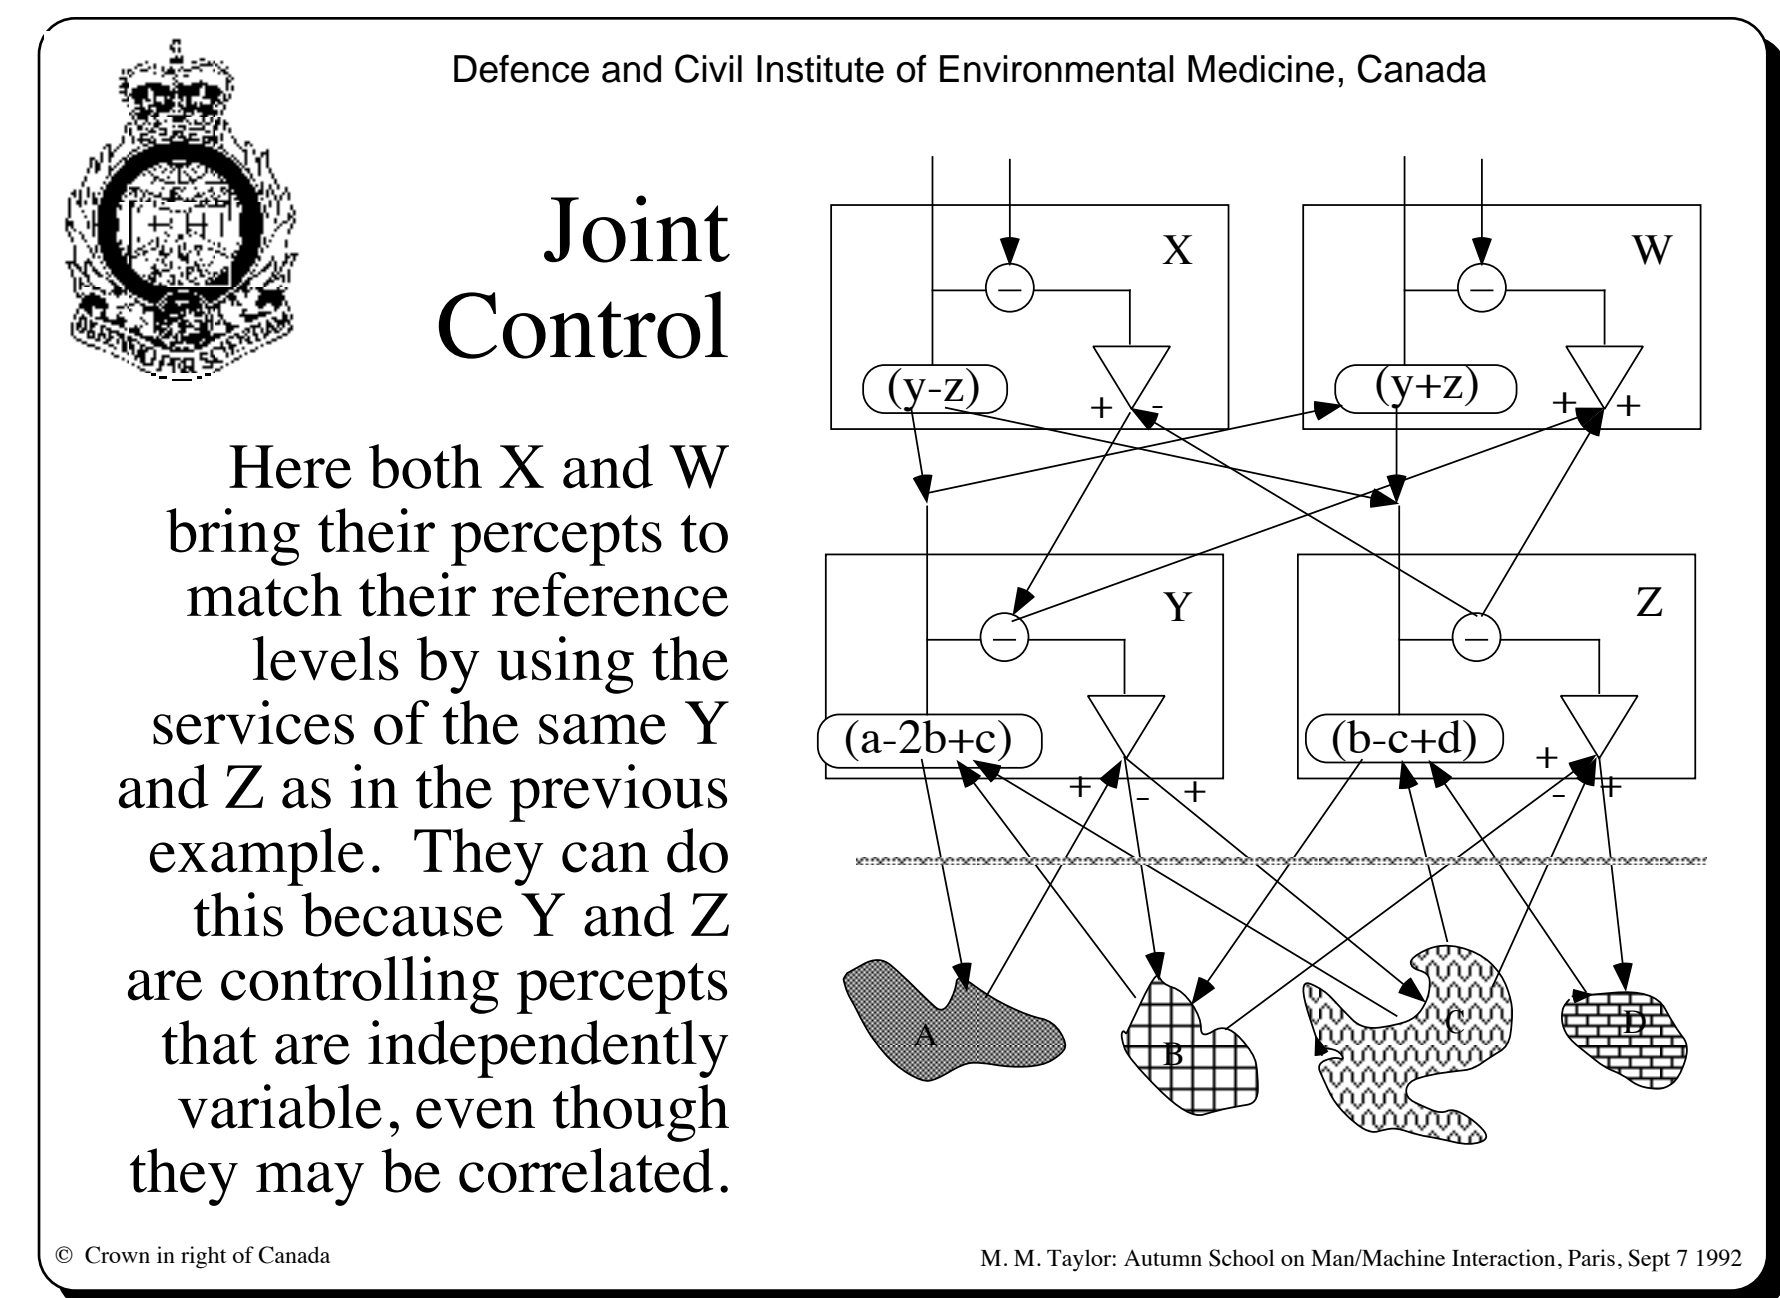 Defence and Civil Institute of Environmental Medicine, Canada
Joint
Control
Here both X and W
bring their percepts to
match their reference
levels by using the
services of the same Y
and Z as in the previous
example.  They can do
this because Y and Z
are controlling percepts
that are independently
variable, even though
they may be correlated.
X
W
(y-z)
+ -
(y+z)
+ +
Y
Z
(a-2b+c)
+ - +
(b-c+d)
+ - +
A
B
C
D
© Crown in right of Canada
M. M. Taylor: Autumn School on Man/Machine Interaction, Paris, Sept 7 1992